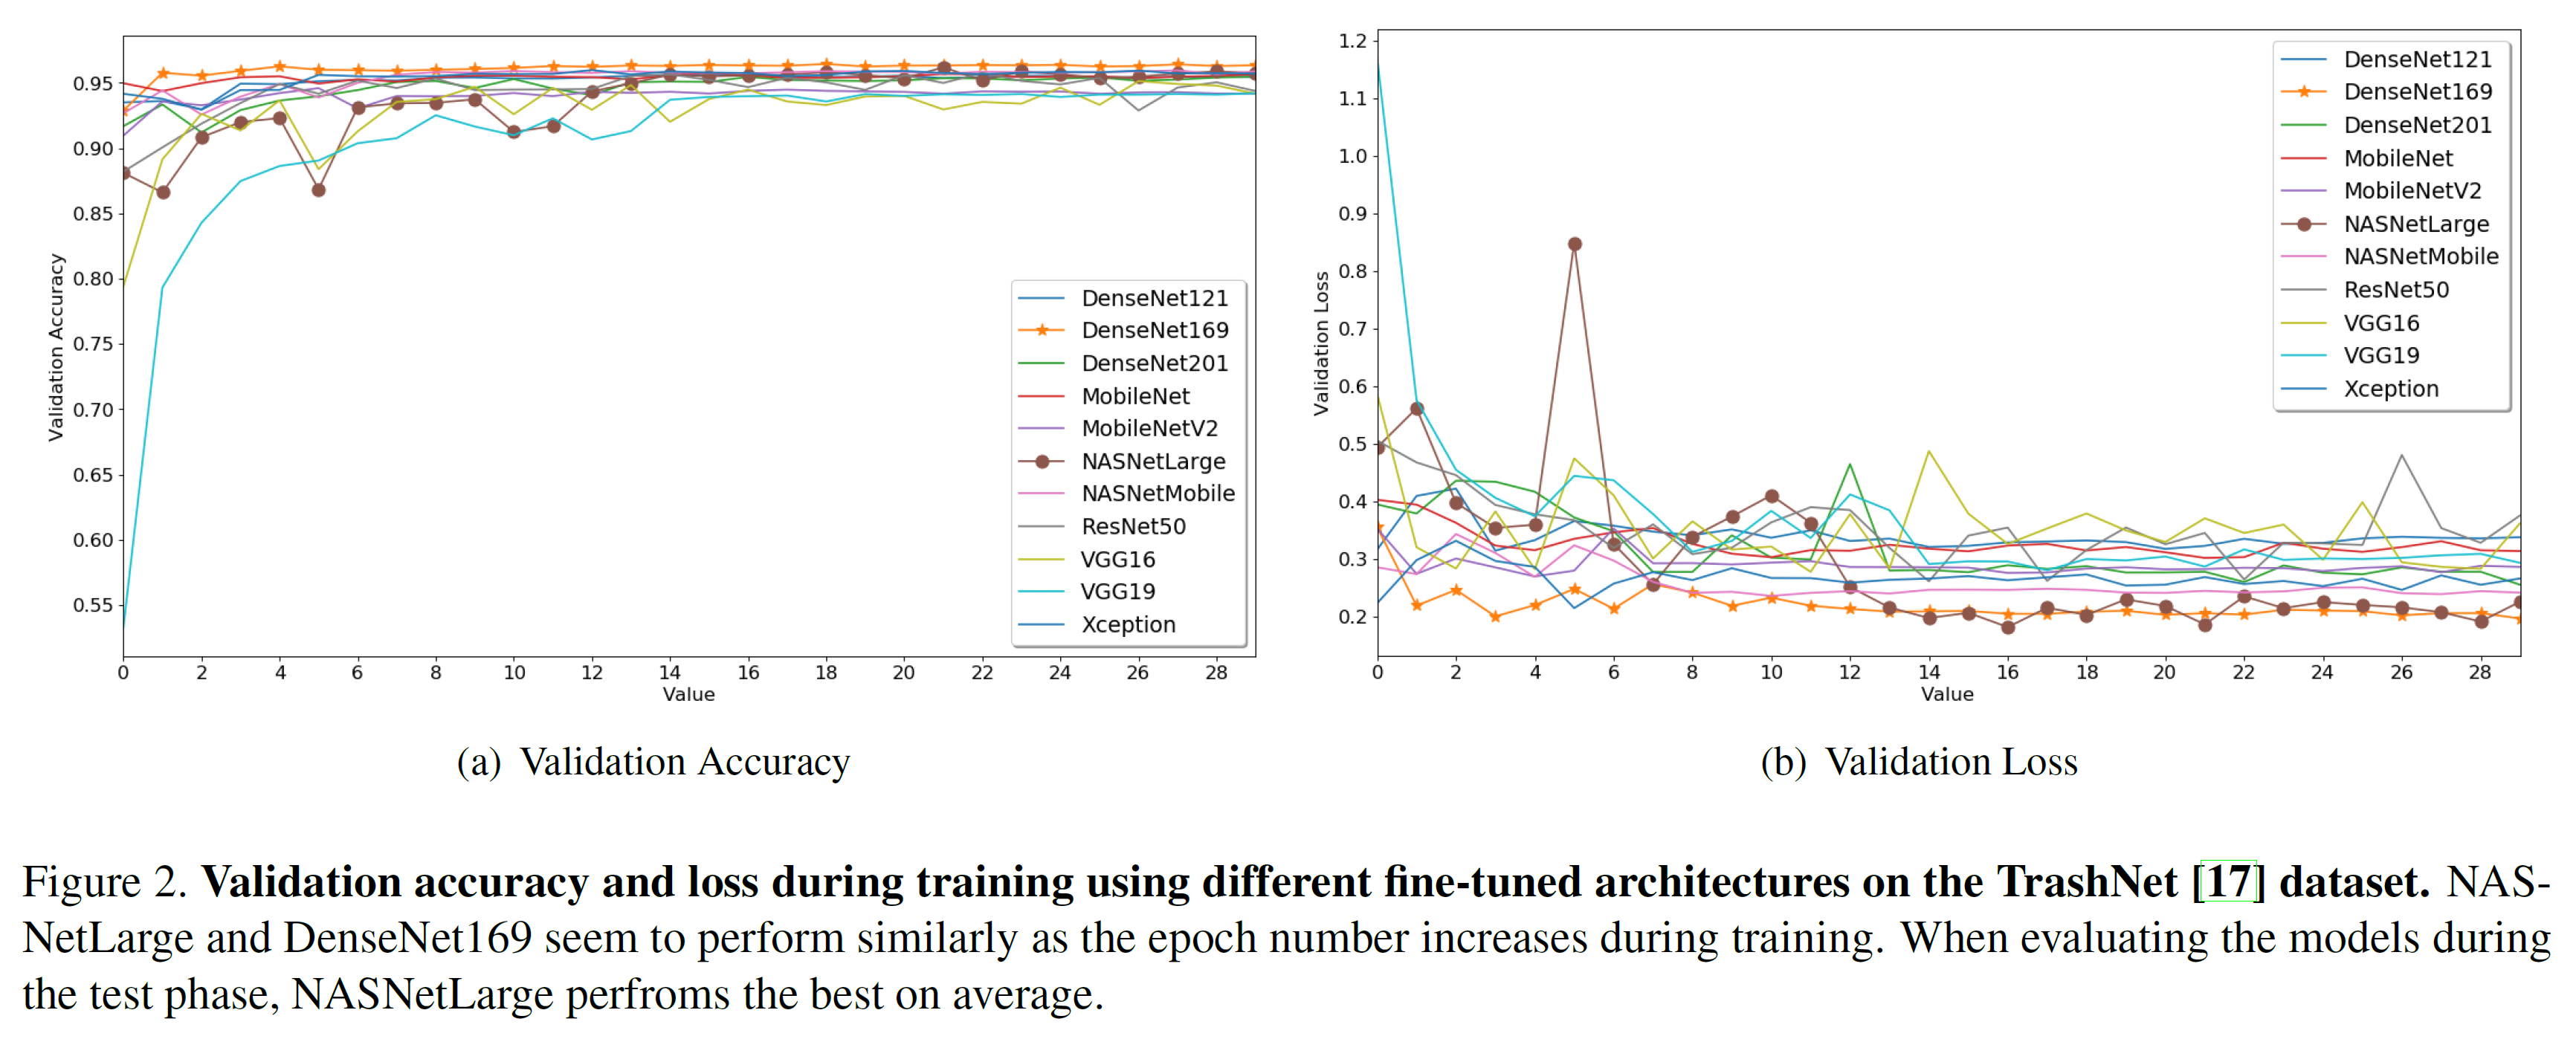 0.95
0.90
0.85
0.80
0.75
0.70
0.65
0.60
0.55
Validation Accuracy
DenseNet121
DenseNet169
DenseNet201
MobileNet
MobileNetV2
NASNetLarge
NASNetMobile
ResNet50
VGG16
VGG19
Xception
0 2 4 6 8 10 12 14 16 18 20 22 24 26 28
Value
(a) Validation Accuracy
1.2
1.1
1.0
0.9
0.8
0.7
0.6
0.5
0.4
0.3
0.2
Validation Loss
DenseNet121
DenseNet169
DenseNet201
MobileNet
MobileNetV2
NASNetLarge
NASNetMobile
ResNet50
VGG16
VGG19
Xception
0 2 4 6 8 10 12 14 16 18 20 22 24 26 28
Value
(b) Validation Loss
Figure 2. Validation accuracy and loss during training using different fine-tuned architectures on the TrashNet [17] dataset. NAS-
NetLarge and DenseNet169 seem to perform similarly as the epoch number increases during training. When evaluating the models during
the test phase, NASNetLarge perfroms the best on average.